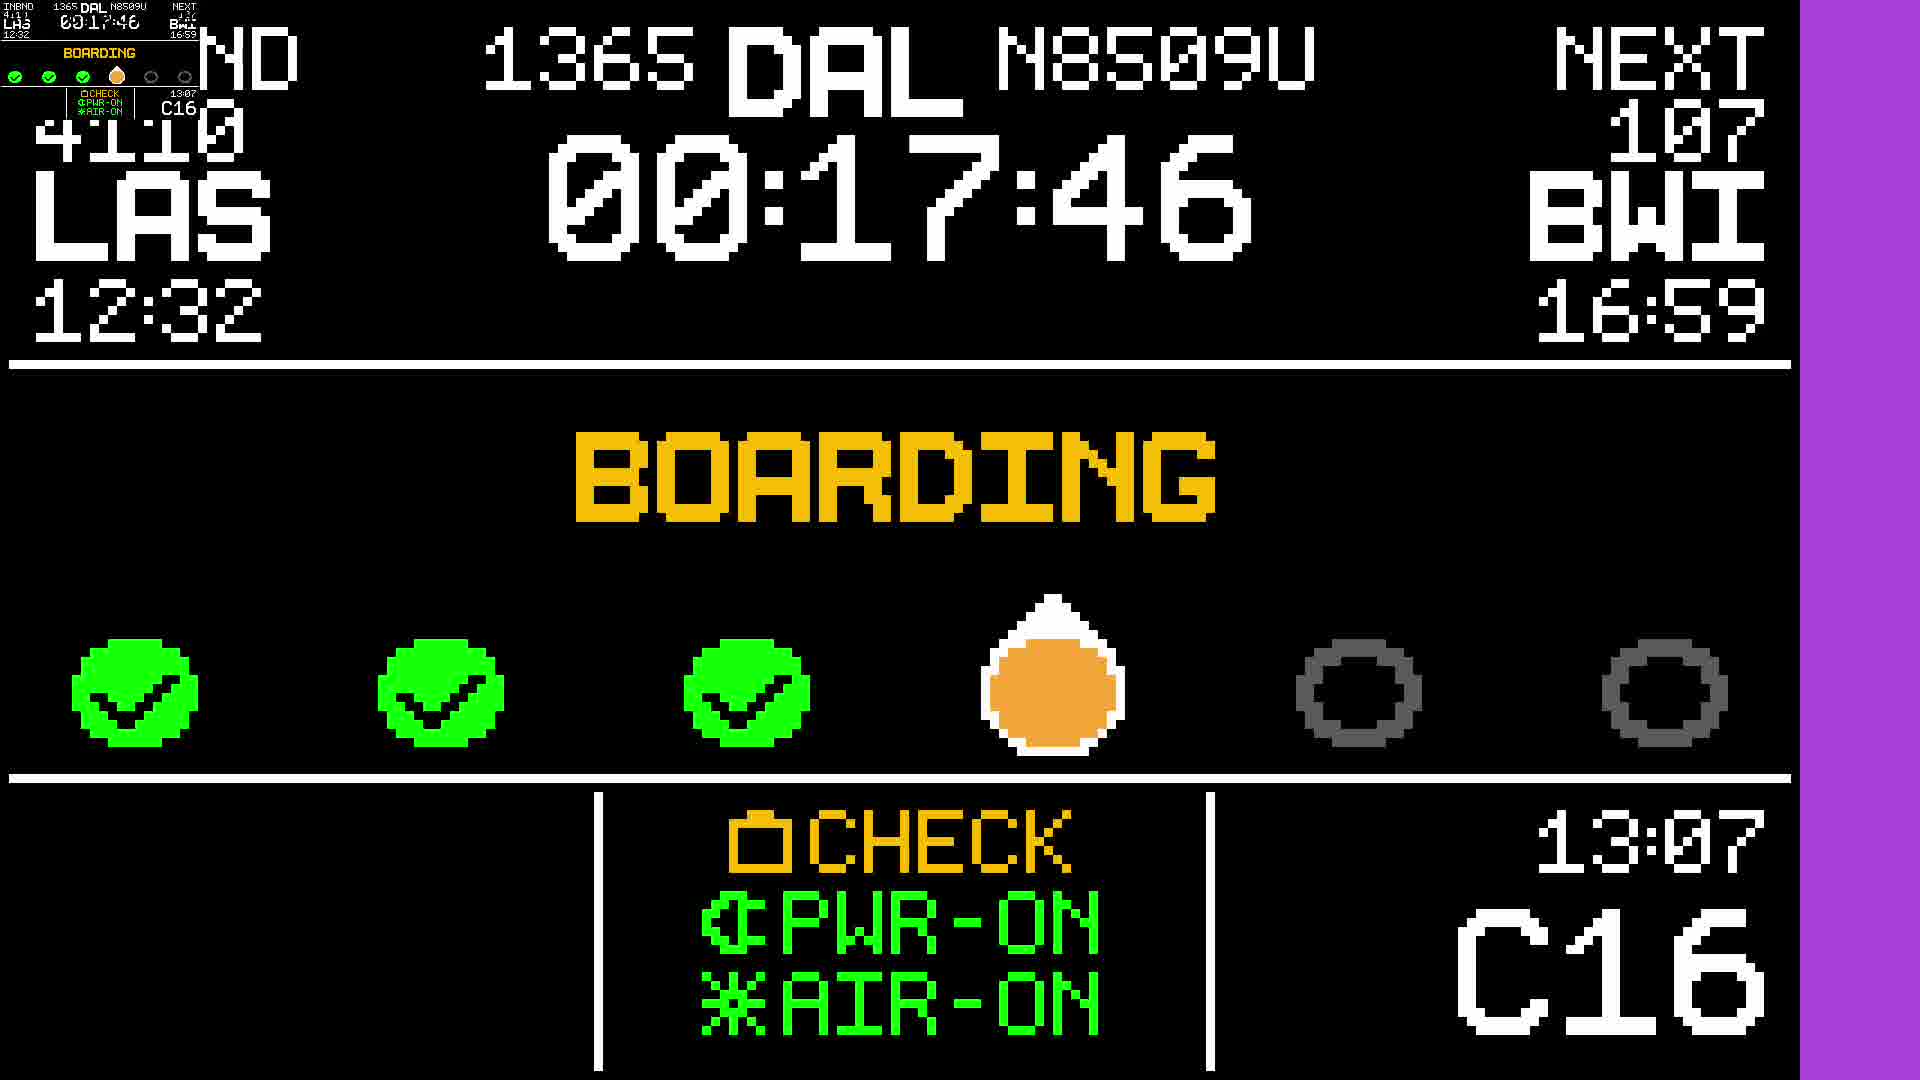 INBND 1365 DAL N8509U NEXT
LAS 00:17:46 BWI
12:32 16:59
BOARDING
CHECK 13:07
PWR-ON C16
AIR-ON
ND 1365 DAL N8509U NEXT
4110 107
LAS 00:17:46 BWI
12:32 16:59
BOARDING
CHECK 13:07
PWR-ON
AIR-ON C16